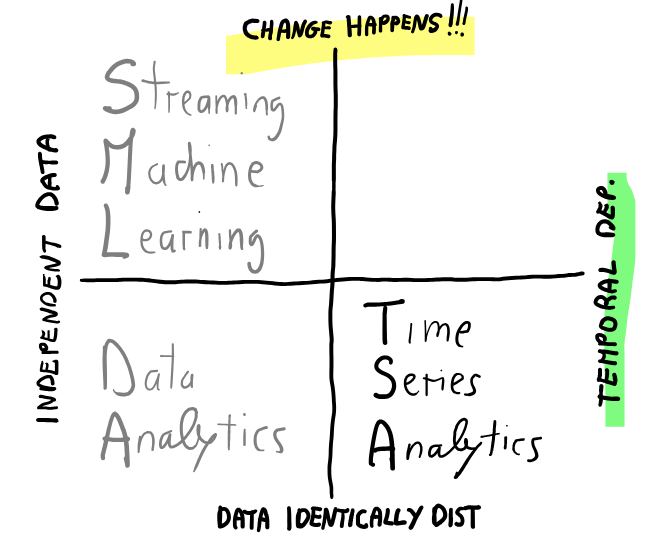 CHANGE HAPPENS!!!
Streaming
Machine
Learning
INDEPENDENT DATA
TEMPORAL DEP.
Data
Analytics
Time
Series
Analytics
DATA IDENTICALLY DIST